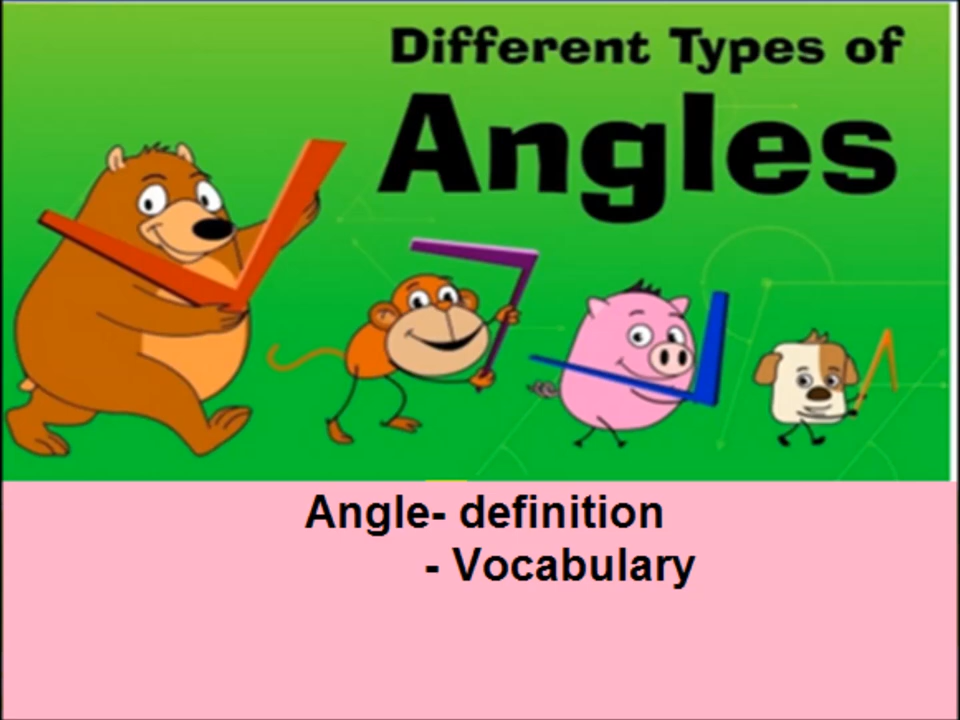 Different Types of
Angles
Angle- definition
- Vocabulary